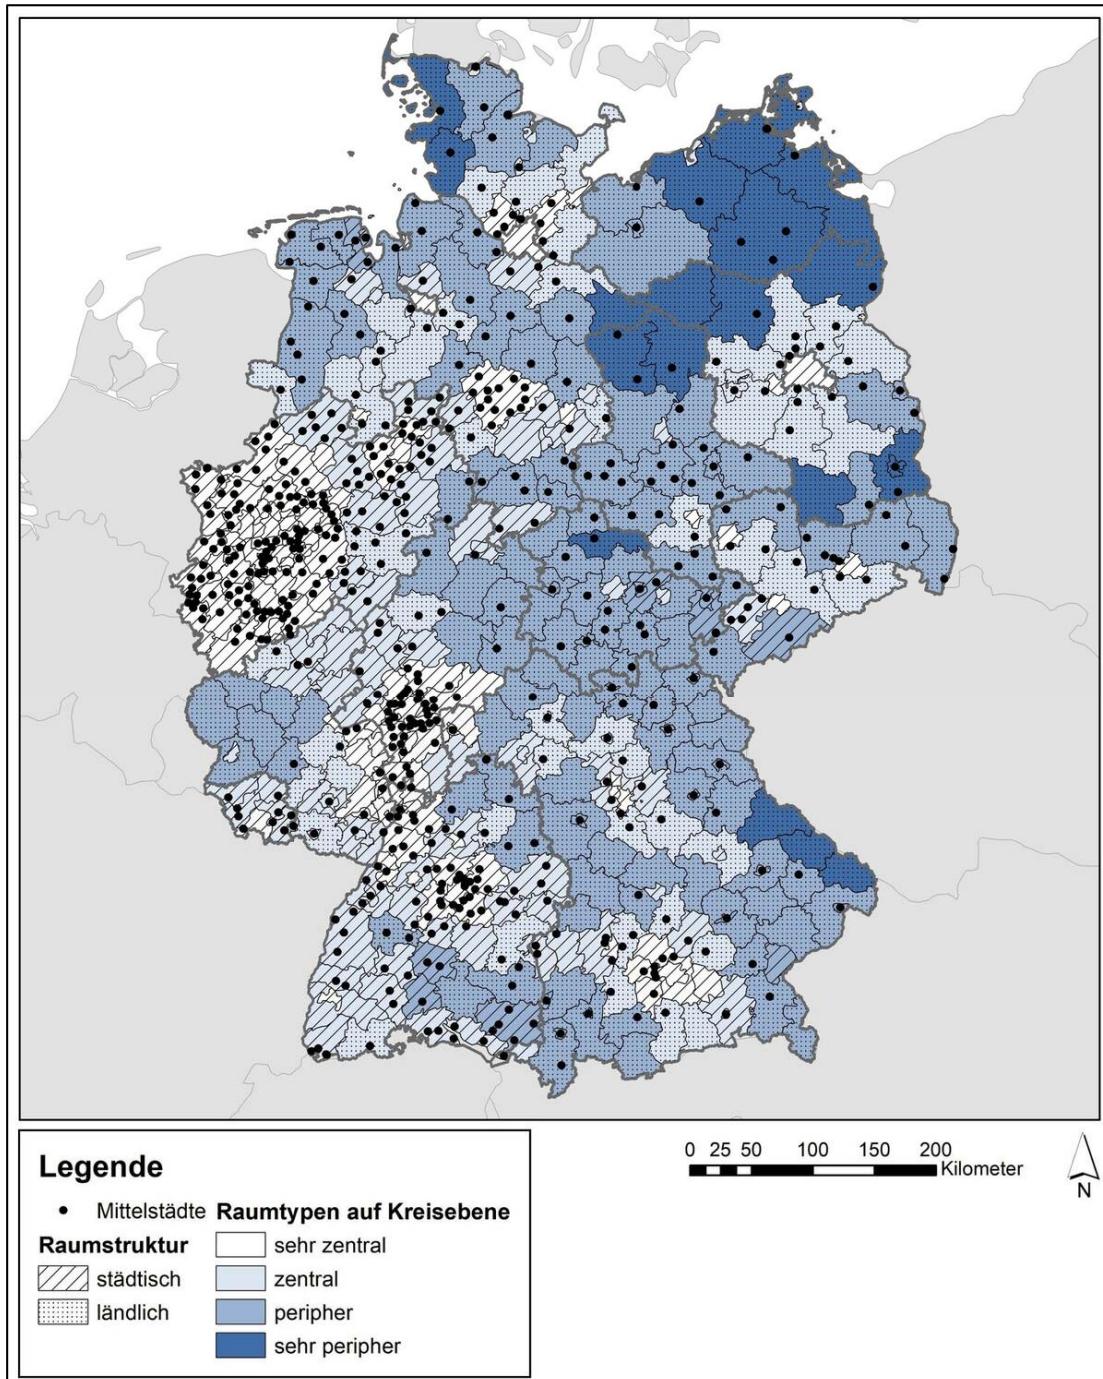 Legende
Mittelstädte
Raumstruktur
städtisch
ländlich
Raumtypen auf Kreisebene
sehr zentral
zentral
peripher
sehr peripher
0 25 50 100 150 200
Kilometer
N